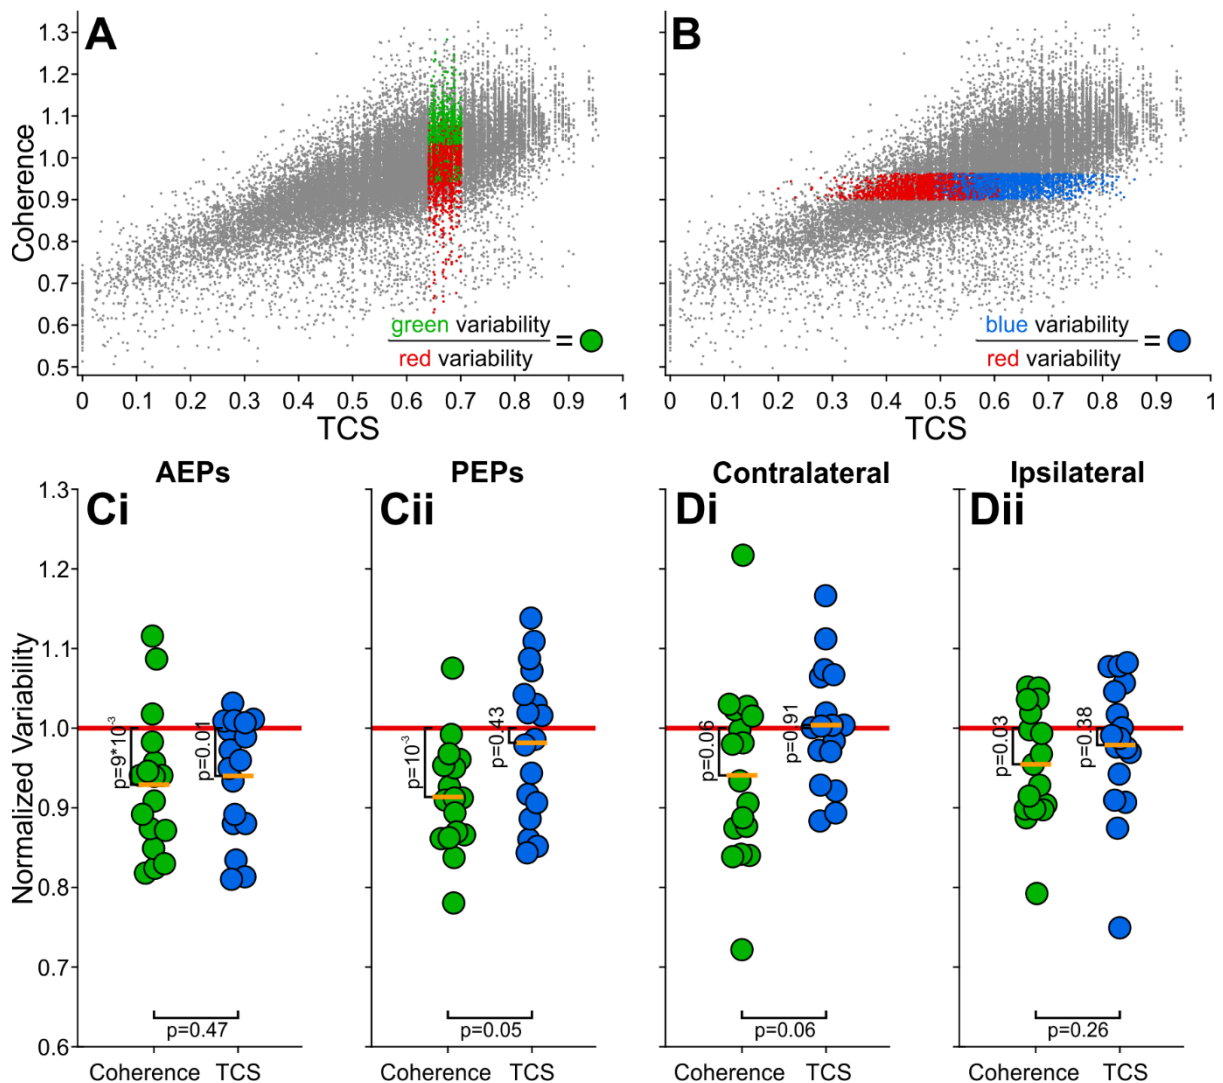 A
B
Coherence
1.3
1.2
1.1
1.0
0.9
0.8
0.7
0.6
0.5
green variability
red variability
=
blue variability
red variability
=
0 0.1 0.2 0.3 0.4 0.5 0.6 0.7 0.8 0.9 1
0 0.1 0.2 0.3 0.4 0.5 0.6 0.7 0.8 0.9 1
TCS
TCS
AEPs
PEPs
Contralateral
Ipsilateral
Ci
Cii
Di
Dii
Normalized Variability
1.3
1.2
1.1
1.0
0.9
0.8
0.7
0.6
p=9*10⁻³
p=0.01
p=10⁻³
p=0.43
p=0.06
p=0.91
p=0.03
p=0.38
p=0.47
p=0.05
p=0.06
p=0.26
Coherence TCS
Coherence TCS
Coherence TCS
Coherence TCS